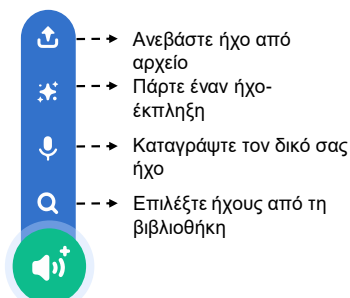 Ανεβάστε ήχο από
αρχείο
Πάρτε έναν ήχο-
έκπληξη
Καταγράψτε τον δικό σας
ήχο
Επιλέξτε ήχους από τη
βιβλιοθήκη